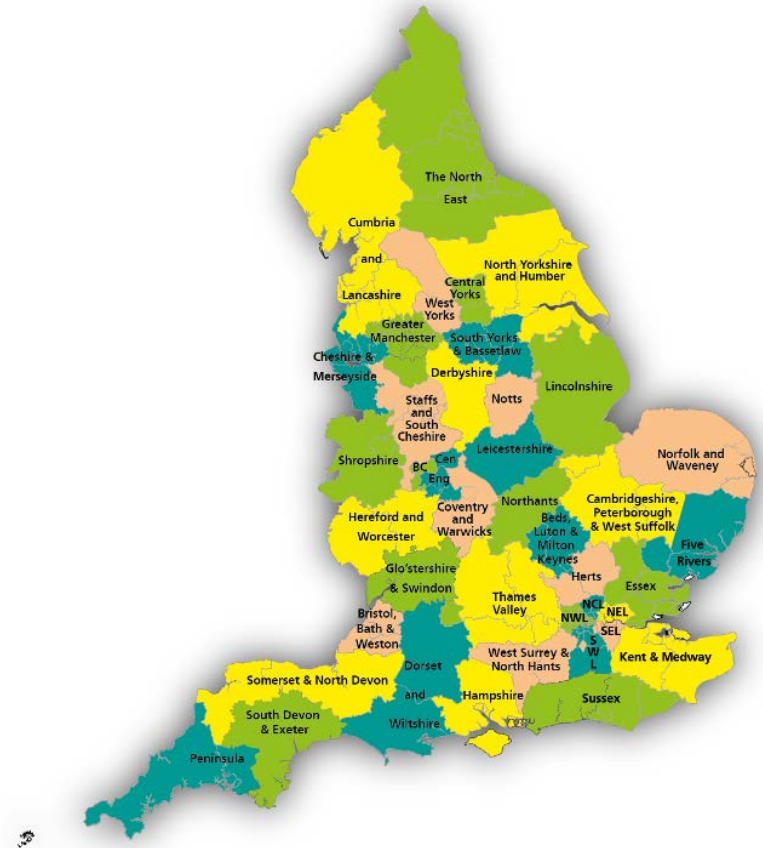 The North
East
Cumbria
and
Lancashire
North Yorkshire
and Humber
Central
Yorks
West
Yorks
Greater
Manchester
South Yorks
& Bassetlaw
Cheshire &
Merseyside
Derbyshire
Lincolnshire
Staffs
and
South
Cheshire
Notts
Leicestershire
Norfolk and
Waveney
Shropshire
BC
Cen
Eng
Coventry
and
Warwicks
Northants
Cambridgeshire,
Peterborough
& West Suffolk
Hereford and
Worcester
Beds,
Luton &
Milton
Keynes
Five
Rivers
Glo'stershire
& Swindon
Herts
Essex
Thames
Valley
NCL
NEL
NWL
SEL
S
W
L
Bristol,
Bath &
Weston
West Surrey &
North Hants
Kent & Medway
Dorset
and
Wiltshire
Somerset & North Devon
Hampshire
Sussex
South Devon
& Exeter
Peninsula